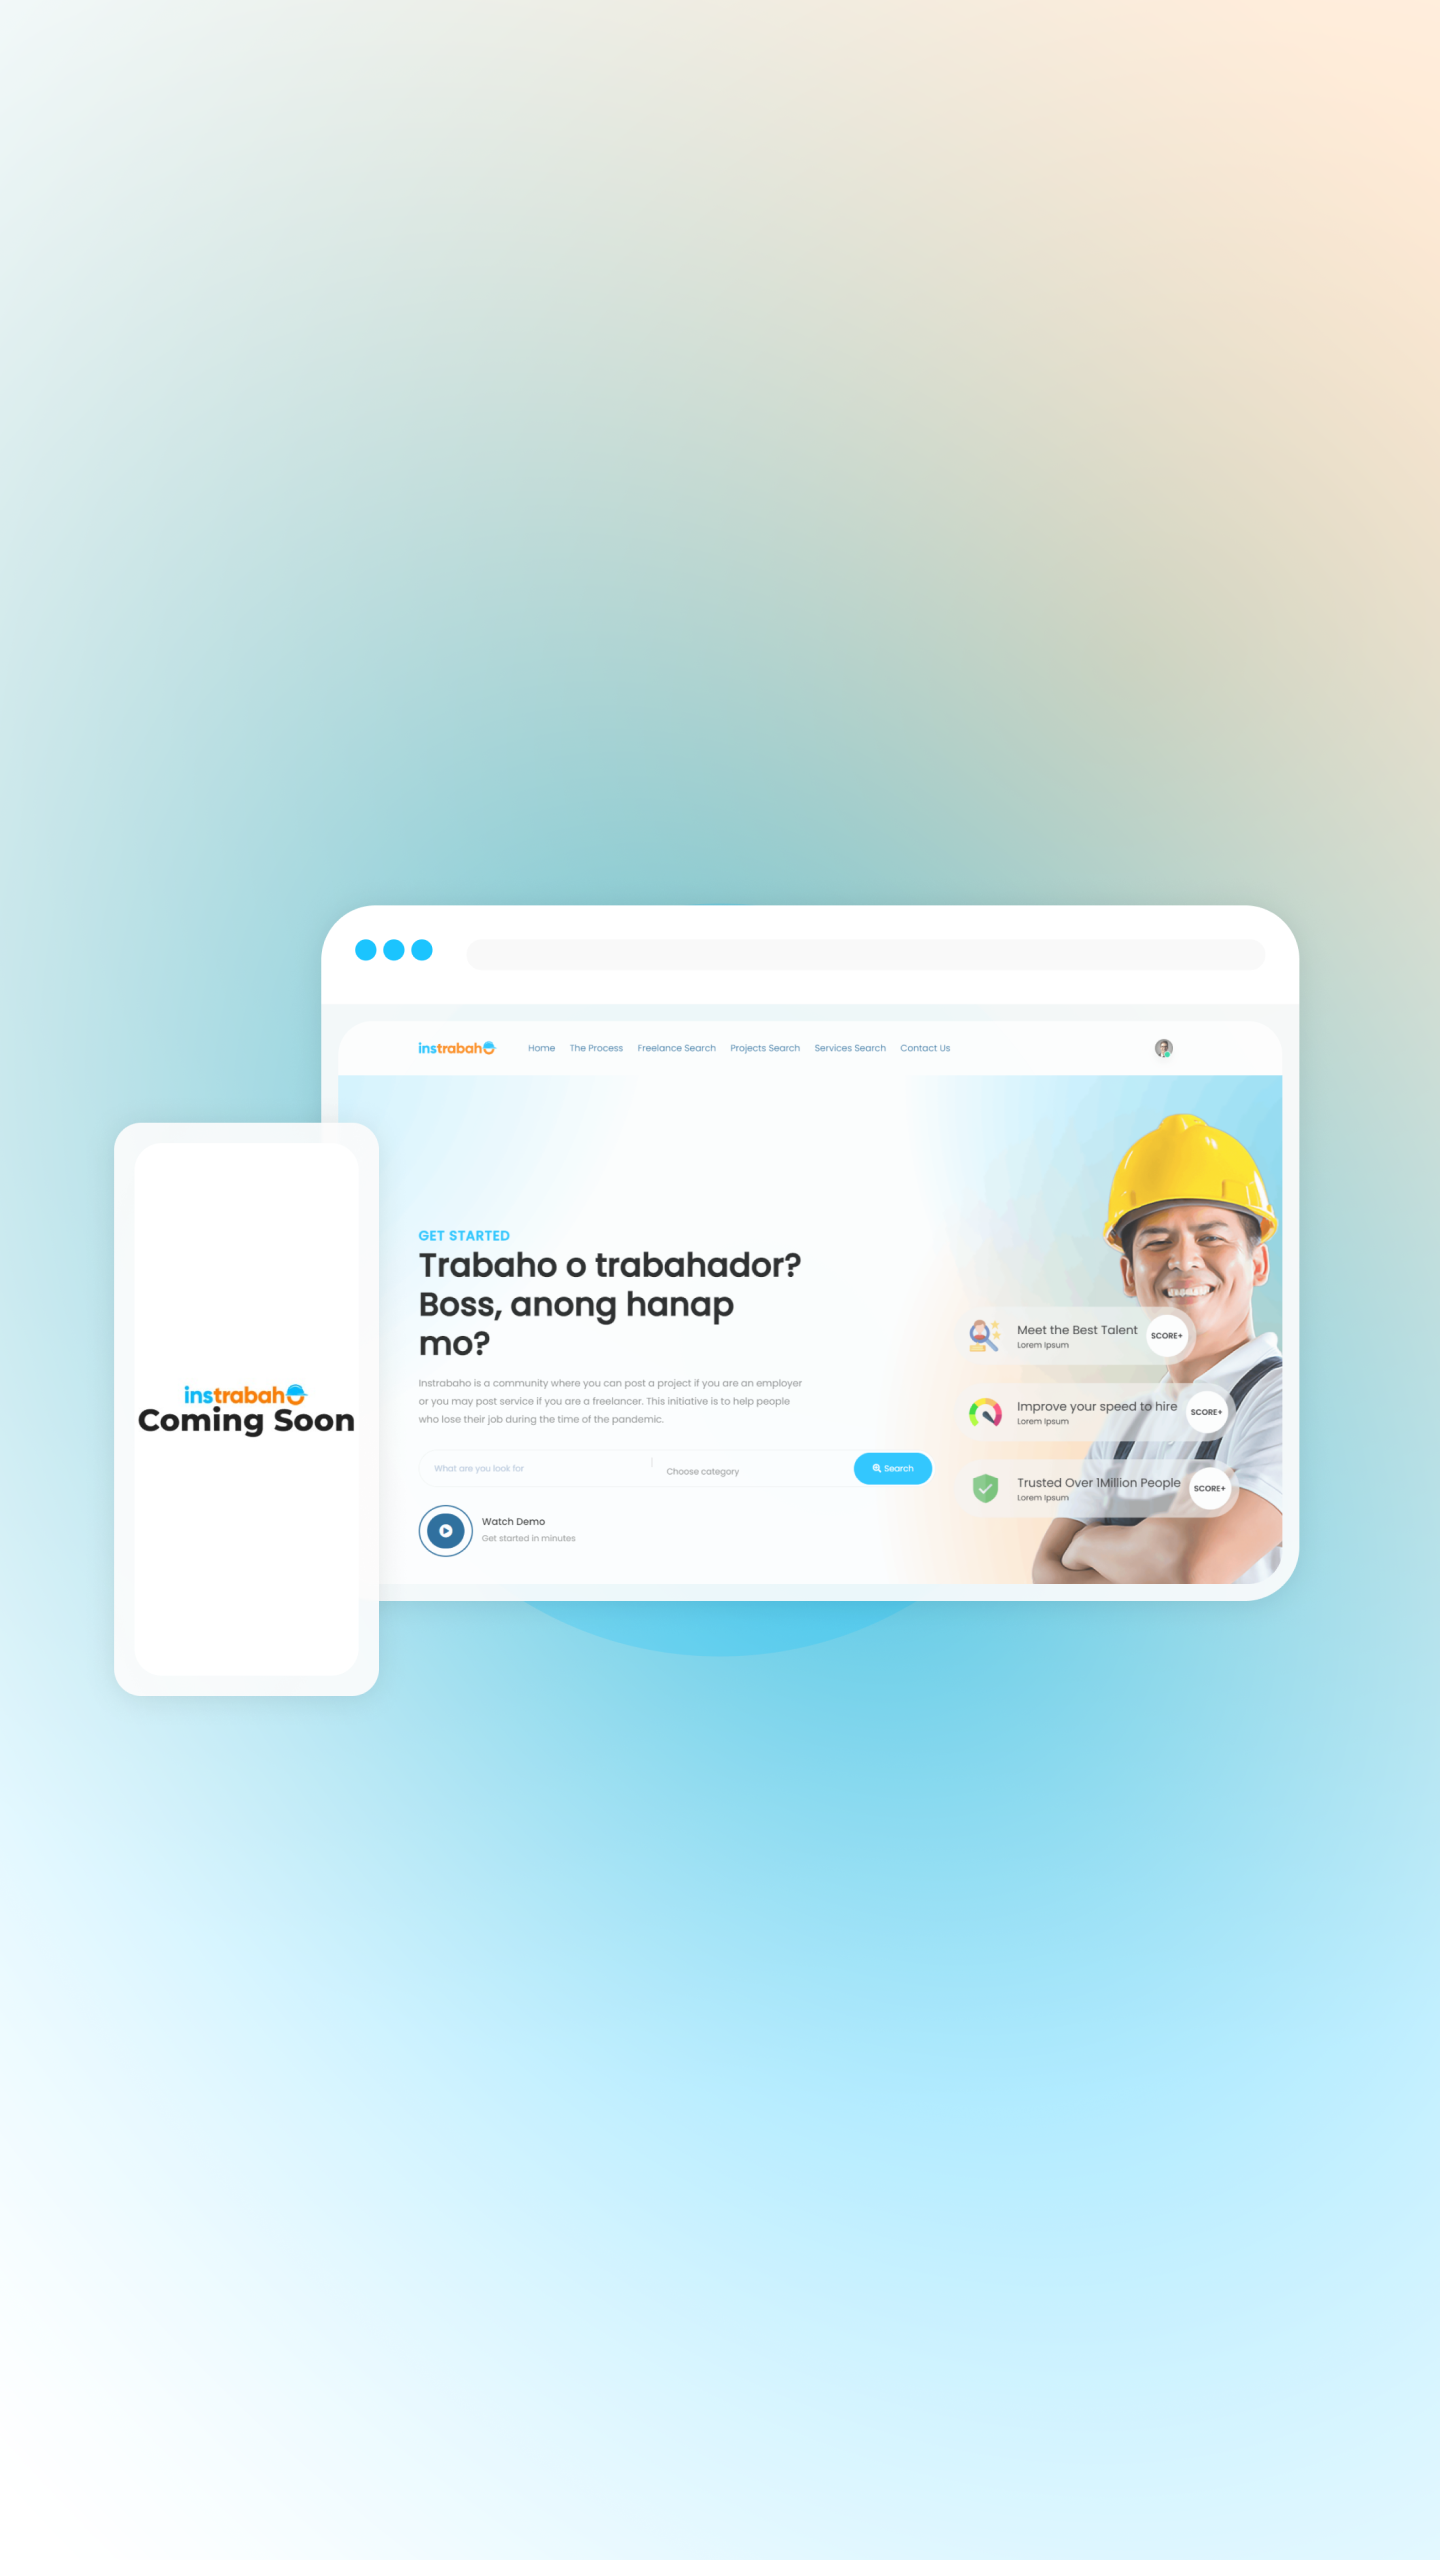 instrabaho
Home The Process Freelance Search Projects Search Services Search Contact Us
GET STARTED
Trabaho o trabahador?
Boss, anong hanap
mo?
Instrabaho is a community where you can post a project if you are an employer
or you may post service if you are a freelancer. This initiative is to help people
who lose their job during the time of the pandemic.
What are you look for
Choose category
Search
Watch Demo
Get started in minutes
Meet the Best Talent
Lorem Ipsum
SCORE+
Improve your speed to hire
Lorem Ipsum
SCORE+
Trusted Over 1Million People
Lorem Ipsum
SCORE+
instrabaho
Coming Soon